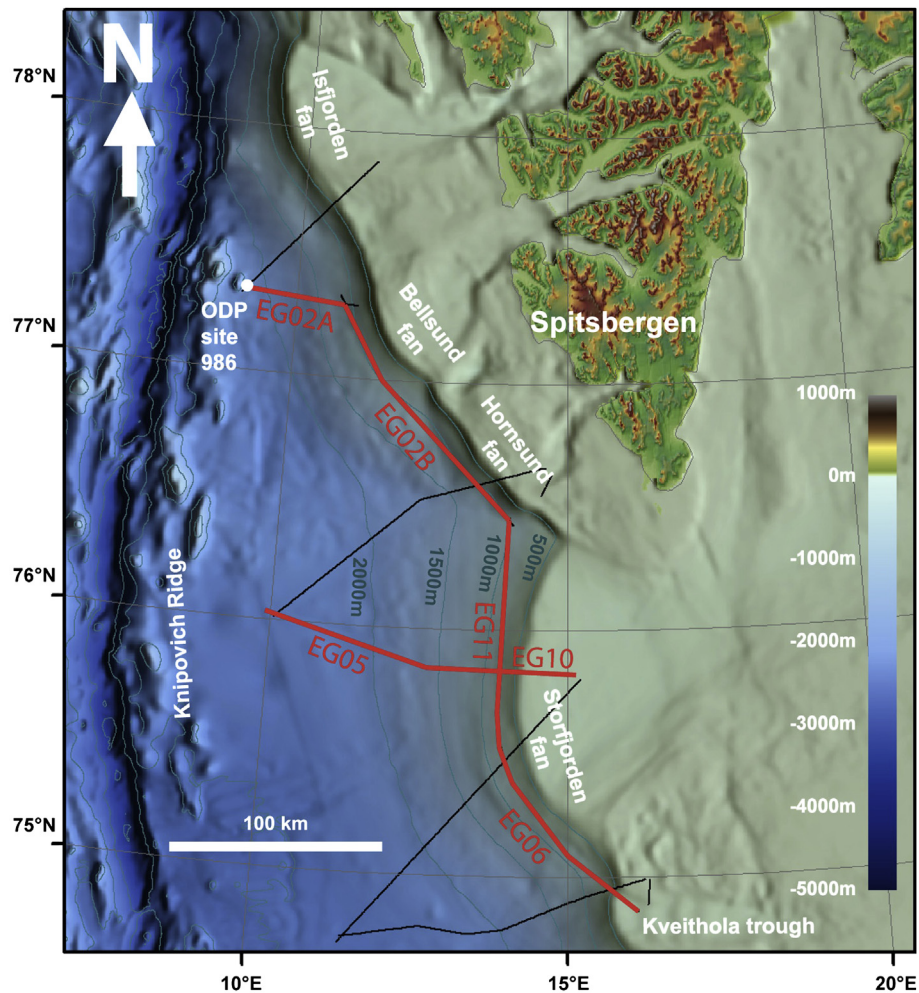 N
78°N
77°N
76°N
75°N
10°E
15°E
20°E
Isfjorden
fan
ODP
site
986
EG02A
Bellsund
fan
Spitsbergen
EG02B
Hornsund
fan
1000m
0m
-1000m
-2000m
-3000m
-4000m
-5000m
2000m
1500m
1000m
500m
Knipovich Ridge
EG11
EG05
EG10
Storfjorden
fan
100 km
EG06
Kveithola trough